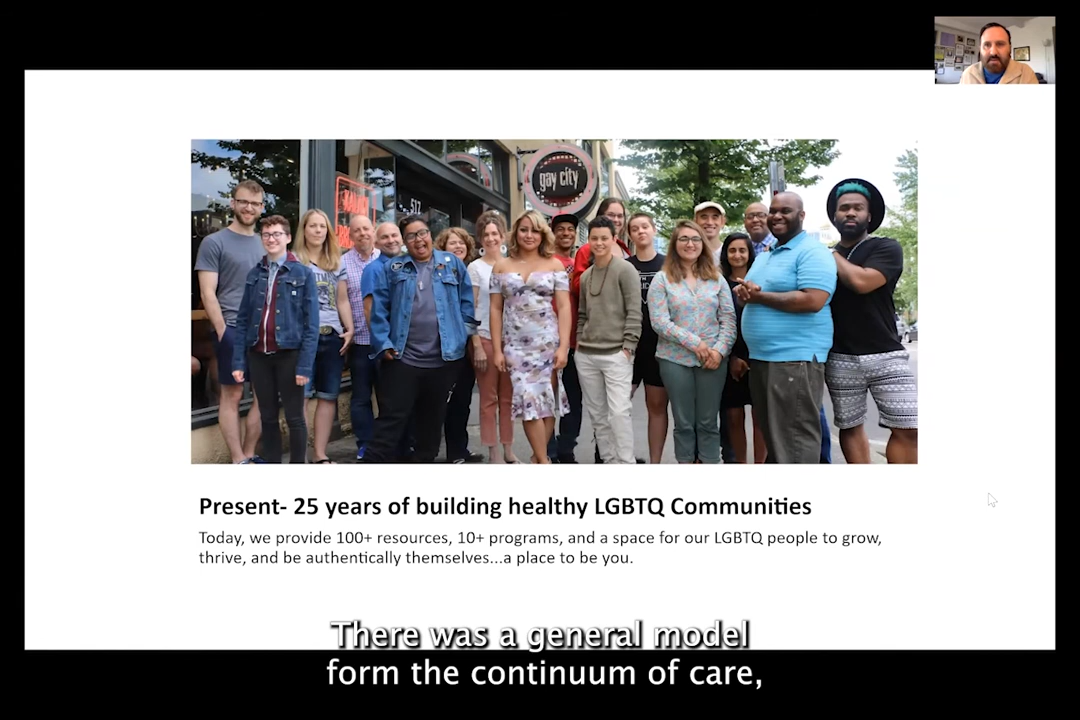 gay city
517
Present- 25 years of building healthy LGBTQ Communities
Today, we provide 100+ resources, 10+ programs, and a space for our LGBTQ people to grow,
thrive, and be authentically themselves...a place to be you.
There was a general model
form the continuum of care,